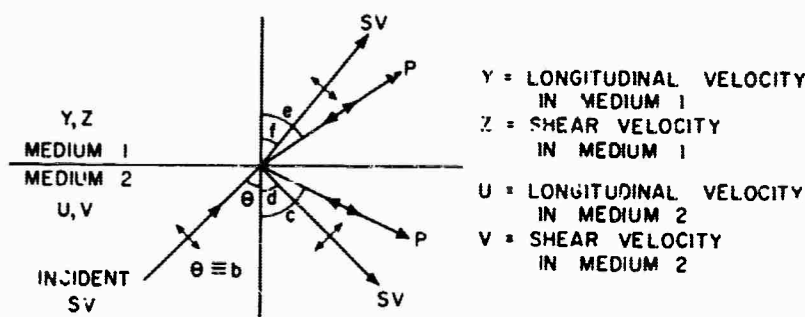 SV
P
e
f
Y, Z
MEDIUM 1
MEDIUM 2
U, V
θ
d
c
θ ≡ b
P
SV
INCIDENT
SV
Y = LONGITUDINAL VELOCITY
IN MEDIUM 1
Z = SHEAR VELOCITY
IN MEDIUM 1
U = LONGITUDINAL VELOCITY
IN MEDIUM 2
V = SHEAR VELOCITY
IN MEDIUM 2